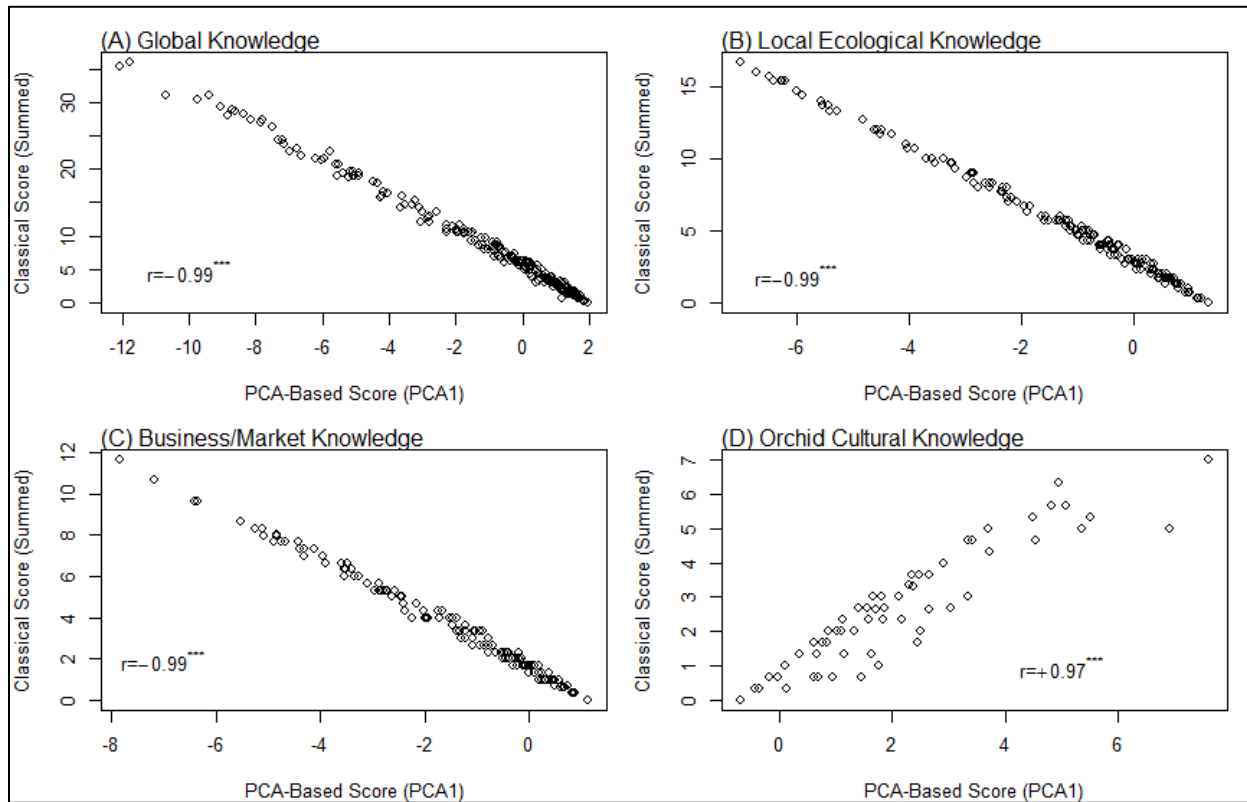 (A) Global Knowledge
Classical Score (Summed)
0 5 10 20 30
r=−0.99***
-12 -10 -8 -6 -4 -2 0 2
PCA-Based Score (PCA1)
(B) Local Ecological Knowledge
Classical Score (Summed)
0 5 10 15
r=−0.99***
-6 -4 -2 0
PCA-Based Score (PCA1)
(C) Business/Market Knowledge
Classical Score (Summed)
0 2 4 6 8 10 12
r=−0.99***
-8 -6 -4 -2 0
PCA-Based Score (PCA1)
(D) Orchid Cultural Knowledge
Classical Score (Summed)
0 1 2 3 4 5 6 7
r=+0.97***
0 2 4 6
PCA-Based Score (PCA1)